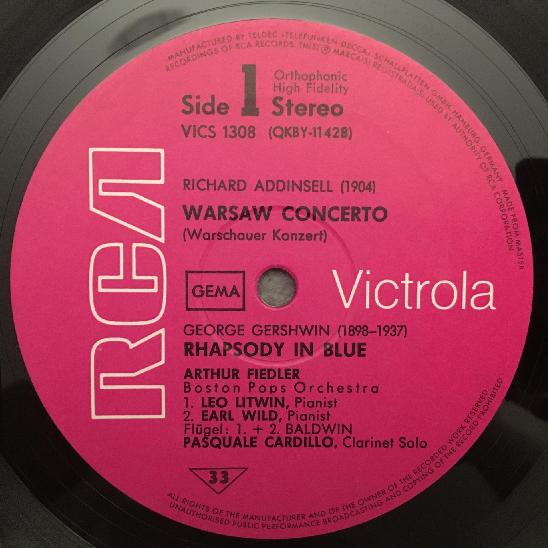 MANUFACTURED BY TELDEC »TELEFUNKEN-DECCA« SCHALLPLATTEN GMBH, HAMBURG, GERMANY · MADE FROM MASTER
RECORDINGS OF RCA RECORDS. TM(S) ® MARCA(S) REGISTRADA(S) USED BY AUTHORITY OF RCA CORPORATION
Side 1 Orthophonic
High Fidelity
Stereo
VICS 1308 (QKBY-11428)
RICHARD ADDINSELL (1904)
WARSAW CONCERTO
(Warschauer Konzert)
RCA
GEMA
Victrola
GEORGE GERSHWIN (1898–1937)
RHAPSODY IN BLUE
ARTHUR FIEDLER
Boston Pops Orchestra
1. LEO LITWIN, Pianist
2. EARL WILD, Pianist
Flügel: 1. + 2. BALDWIN
PASQUALE CARDILLO, Clarinet Solo
33
ALL RIGHTS OF THE MANUFACTURER AND OF THE OWNER OF THE RECORDED WORK RESERVED.
UNAUTHORISED PUBLIC PERFORMANCE BROADCASTING AND COPYING OF THE RECORD PROHIBITED